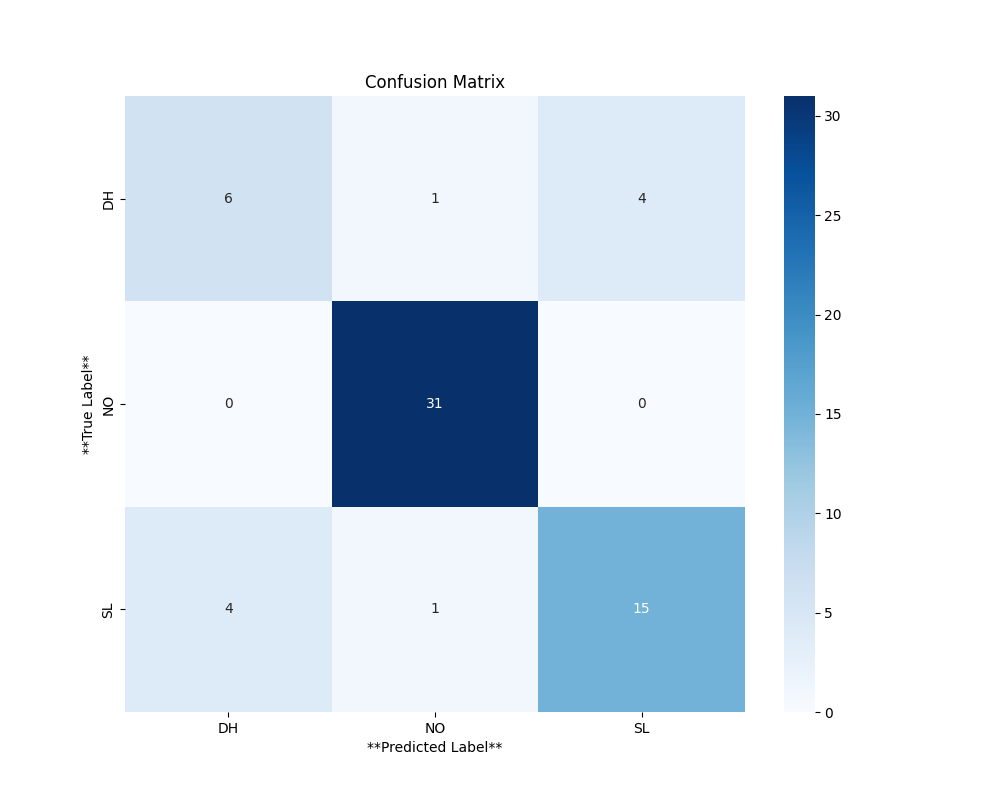 Confusion Matrix
DH 6 1 4
NO 0 31 0
SL 4 1 15
DH NO SL
**True Label**
**Predicted Label**
30
25
20
15
10
5
0